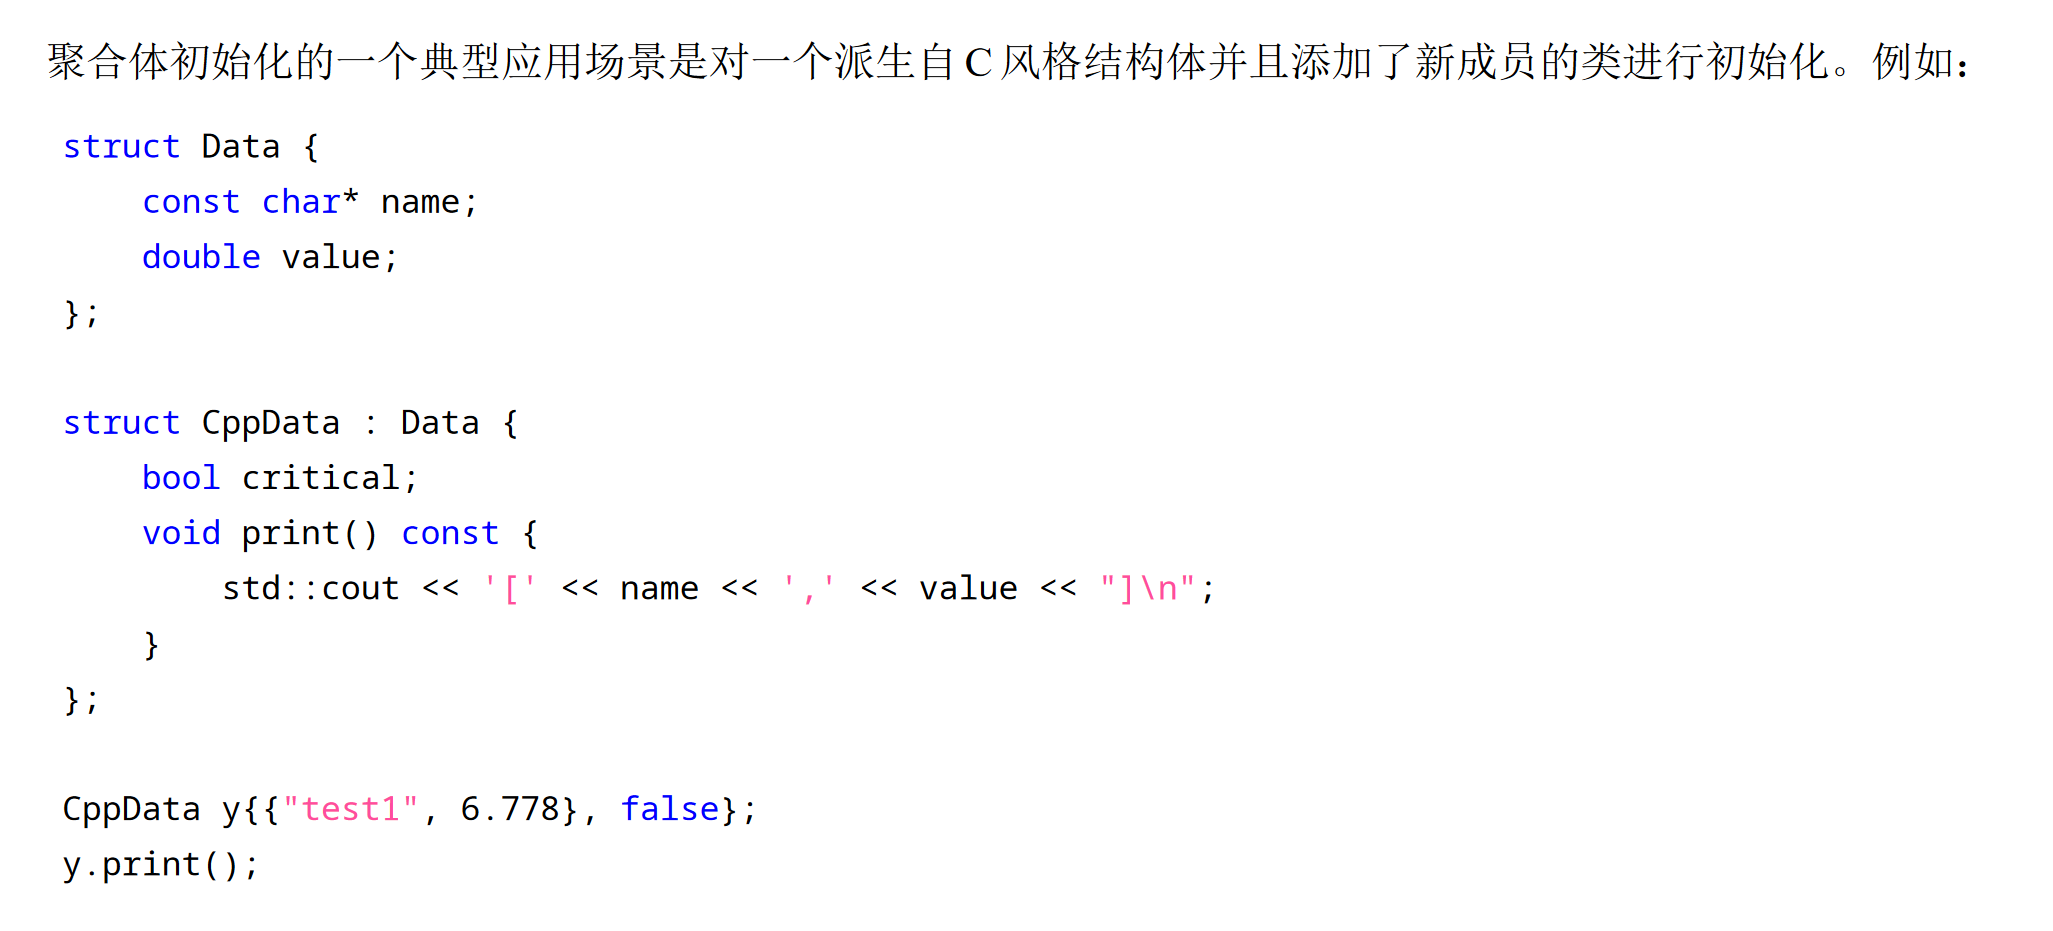 聚合体初始化的一个典型应用场景是对一个派生自 C 风格结构体并且添加了新成员的类进行初始化。例如：
struct Data {
    const char* name;
    double value;
};

struct CppData : Data {
    bool critical;
    void print() const {
        std::cout << '[' << name << ',' << value << "]\n";
    }
};

CppData y{{"test1", 6.778}, false};
y.print();